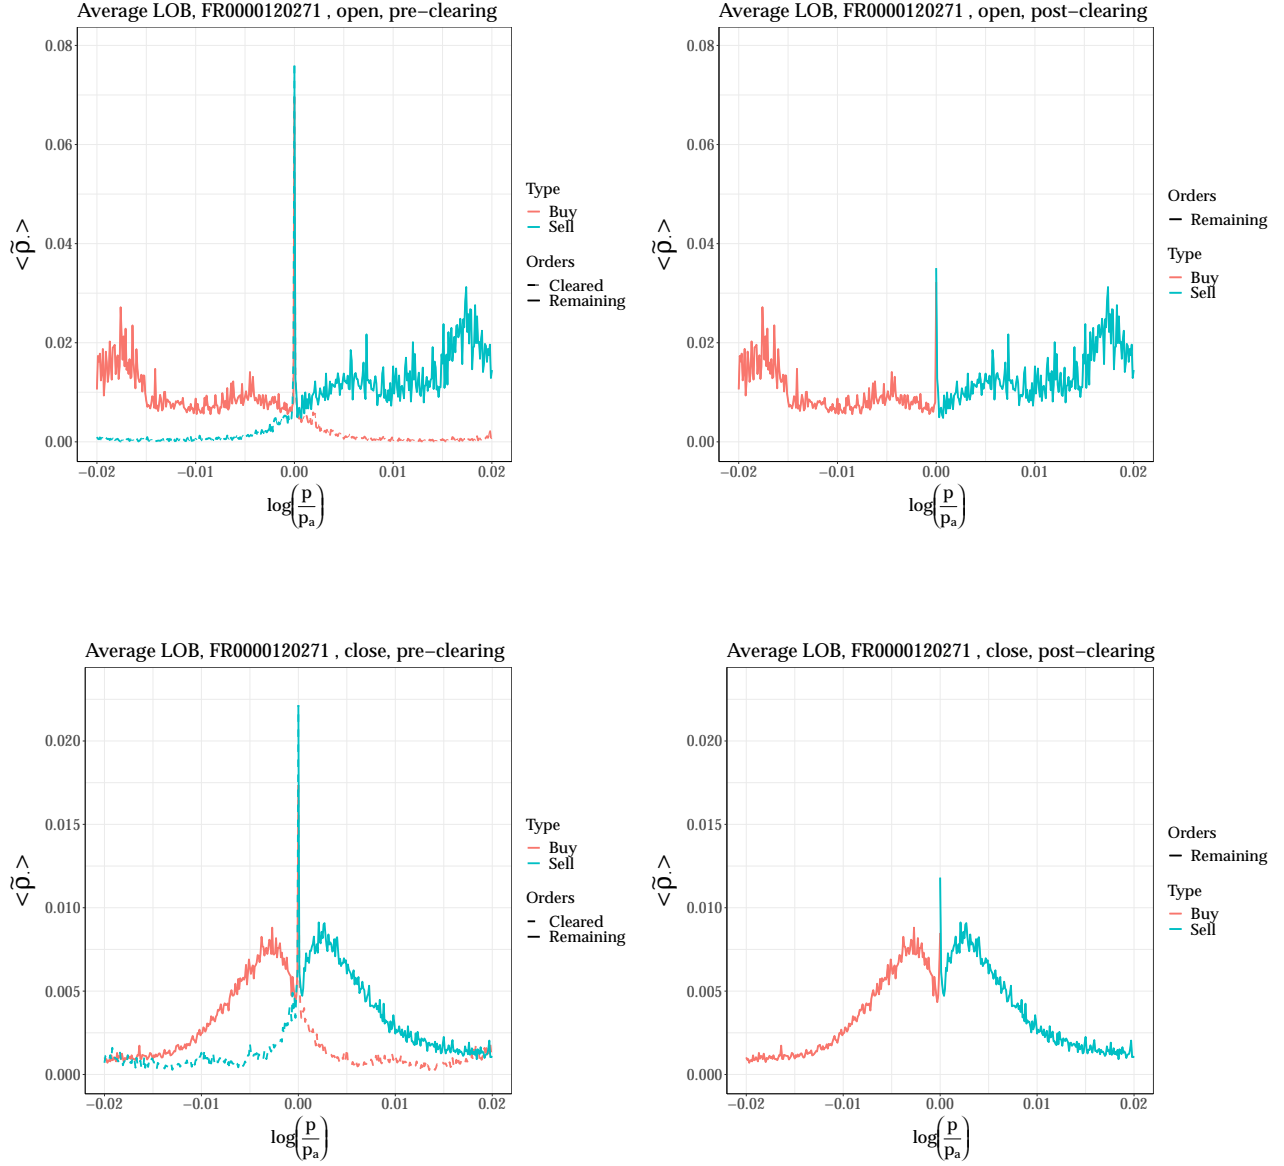 Average LOB, FR0000120271 , open, pre−clearing
0.08
0.06
0.04
0.02
0.00
−0.02 −0.01 0.00 0.01 0.02
<ρ̃.>
log(p/pₐ)
Type
Buy
Sell
Orders
Cleared
Remaining
Average LOB, FR0000120271 , open, post−clearing
0.08
0.06
0.04
0.02
0.00
−0.02 −0.01 0.00 0.01 0.02
<ρ̃.>
log(p/pₐ)
Orders
Remaining
Type
Buy
Sell
Average LOB, FR0000120271 , close, pre−clearing
0.020
0.015
0.010
0.005
0.000
−0.02 −0.01 0.00 0.01 0.02
<ρ̃.>
log(p/pₐ)
Type
Buy
Sell
Orders
Cleared
Remaining
Average LOB, FR0000120271 , close, post−clearing
0.020
0.015
0.010
0.005
0.000
−0.02 −0.01 0.00 0.01 0.02
<ρ̃.>
log(p/pₐ)
Orders
Remaining
Type
Buy
Sell